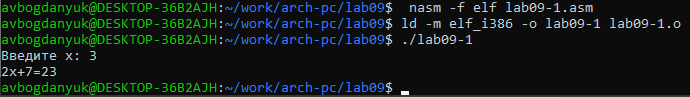 avbogdanyuk@DESKTOP-36B2AJH:~/work/arch-pc/lab09$  nasm -f elf lab09-1.asm
avbogdanyuk@DESKTOP-36B2AJH:~/work/arch-pc/lab09$ ld -m elf_i386 -o lab09-1 lab09-1.o
avbogdanyuk@DESKTOP-36B2AJH:~/work/arch-pc/lab09$ ./lab09-1
Введите x: 3
2x+7=23
avbogdanyuk@DESKTOP-36B2AJH:~/work/arch-pc/lab09$